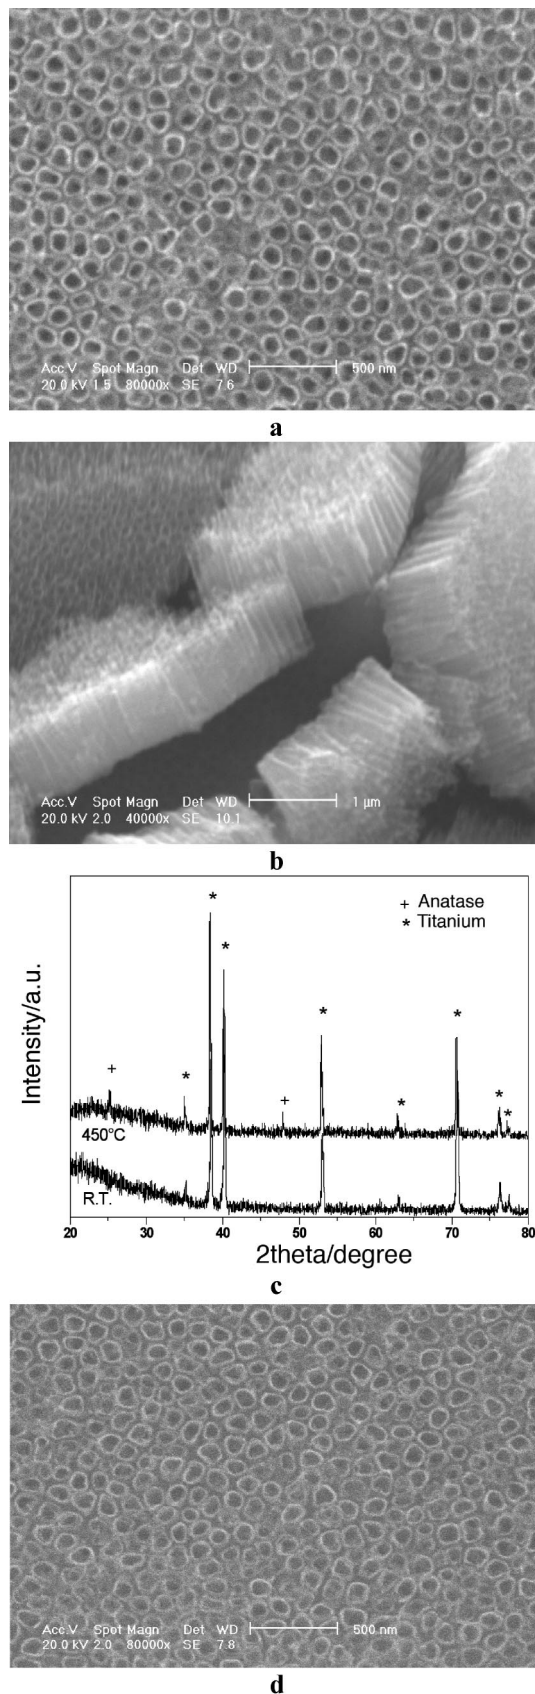 Acc.V Spot Magn Det WD 500 nm
20.0 kV 1.5 80000x SE 7.6
a
Acc.V Spot Magn Det WD 1 µm
20.0 kV 2.0 40000x SE 10.1
b
* + Anatase
* * Titanium
Intensity/a.u.
* *
+ * + * * *
450°C
R.T.
20 30 40 50 60 70 80
2theta/degree
c
Acc.V Spot Magn Det WD 500 nm
20.0 kV 2.0 80000x SE 7.8
d